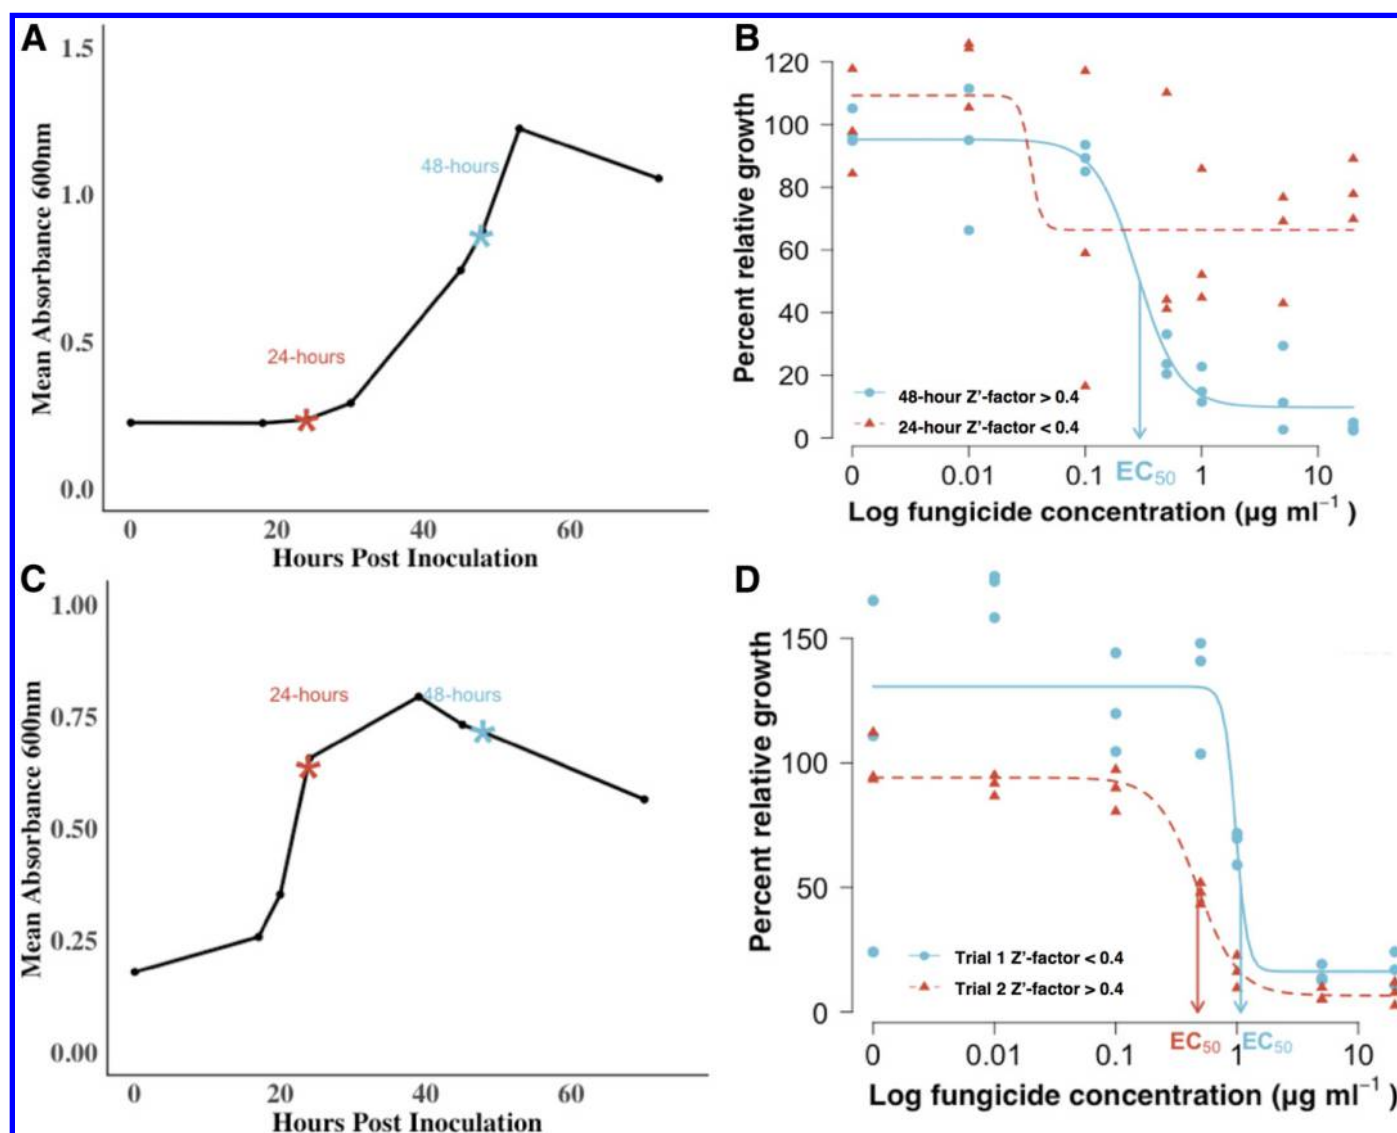 A
1.5
1.0
0.5
0.0
Mean Absorbance 600nm
24-hours
48-hours
0 20 40 60
Hours Post Inoculation
B
120
100
80
60
40
20
0
Percent relative growth
48-hour Z'-factor > 0.4
24-hour Z'-factor < 0.4
0 0.01 0.1 1 10
EC50
Log fungicide concentration (µg ml⁻¹ )
C
1.00
0.75
0.50
0.25
0.00
Mean Absorbance 600nm
24-hours
48-hours
0 20 40 60
Hours Post Inoculation
D
150
100
50
0
Percent relative growth
Trial 1 Z'-factor < 0.4
Trial 2 Z'-factor > 0.4
0 0.01 0.1 1 10
EC50 EC50
Log fungicide concentration (µg ml⁻¹ )